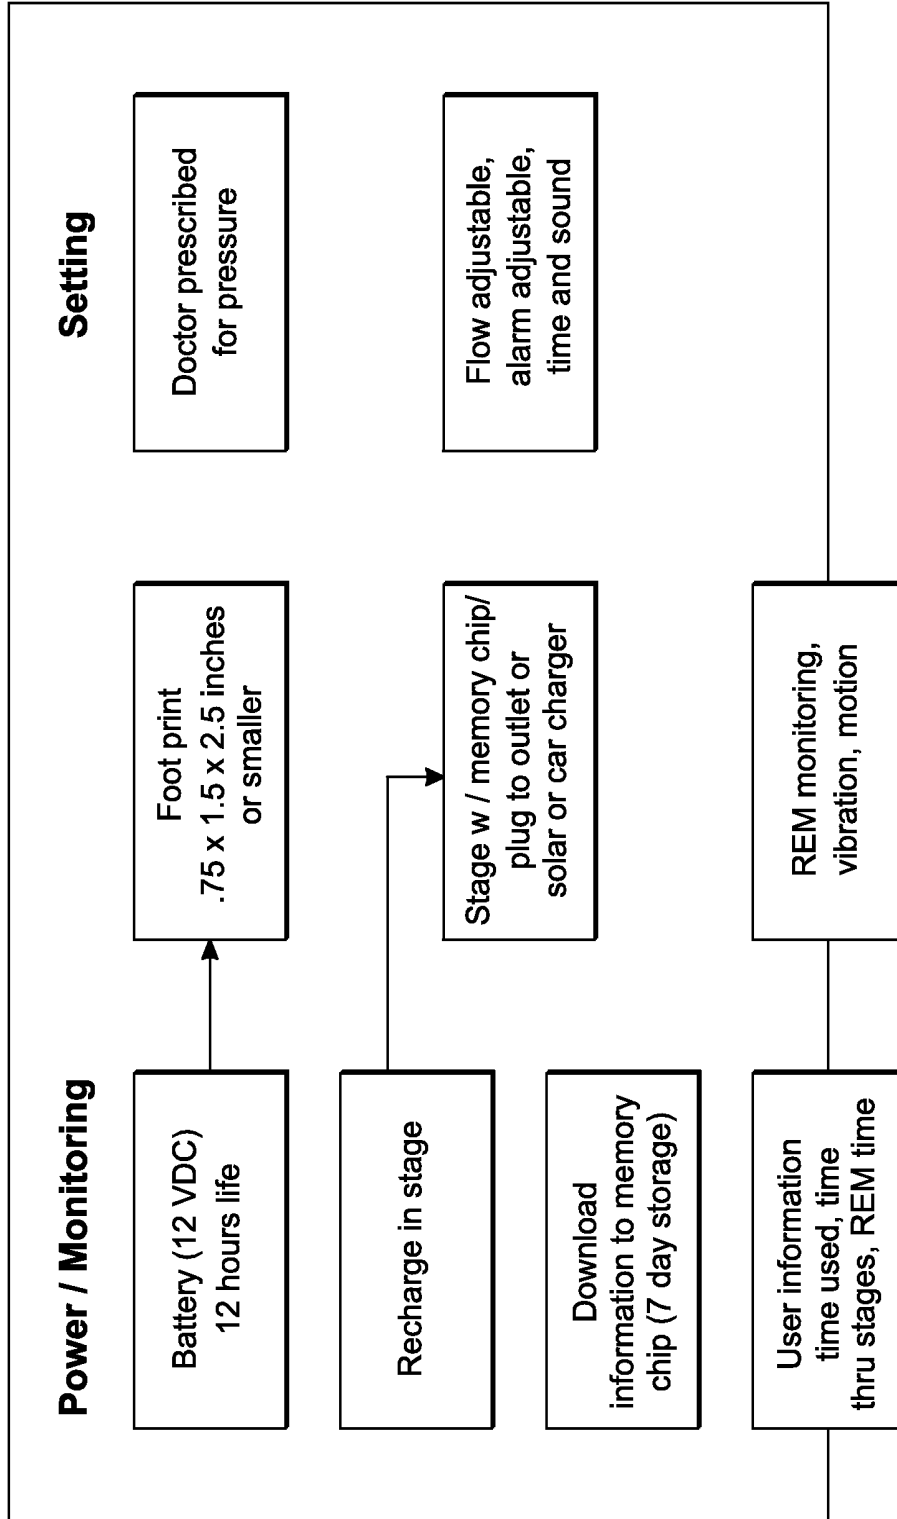 Power / Monitoring
Setting
Battery (12 VDC)
12 hours life
Foot print
.75 x 1.5 x 2.5 inches
or smaller
Doctor prescribed
for pressure
Recharge in stage
Stage w / memory chip/
plug to outlet or
solar or car charger
Flow adjustable,
alarm adjustable,
time and sound
Download
information to memory
chip (7 day storage)
User information
time used, time
thru stages, REM time
REM monitoring,
vibration, motion